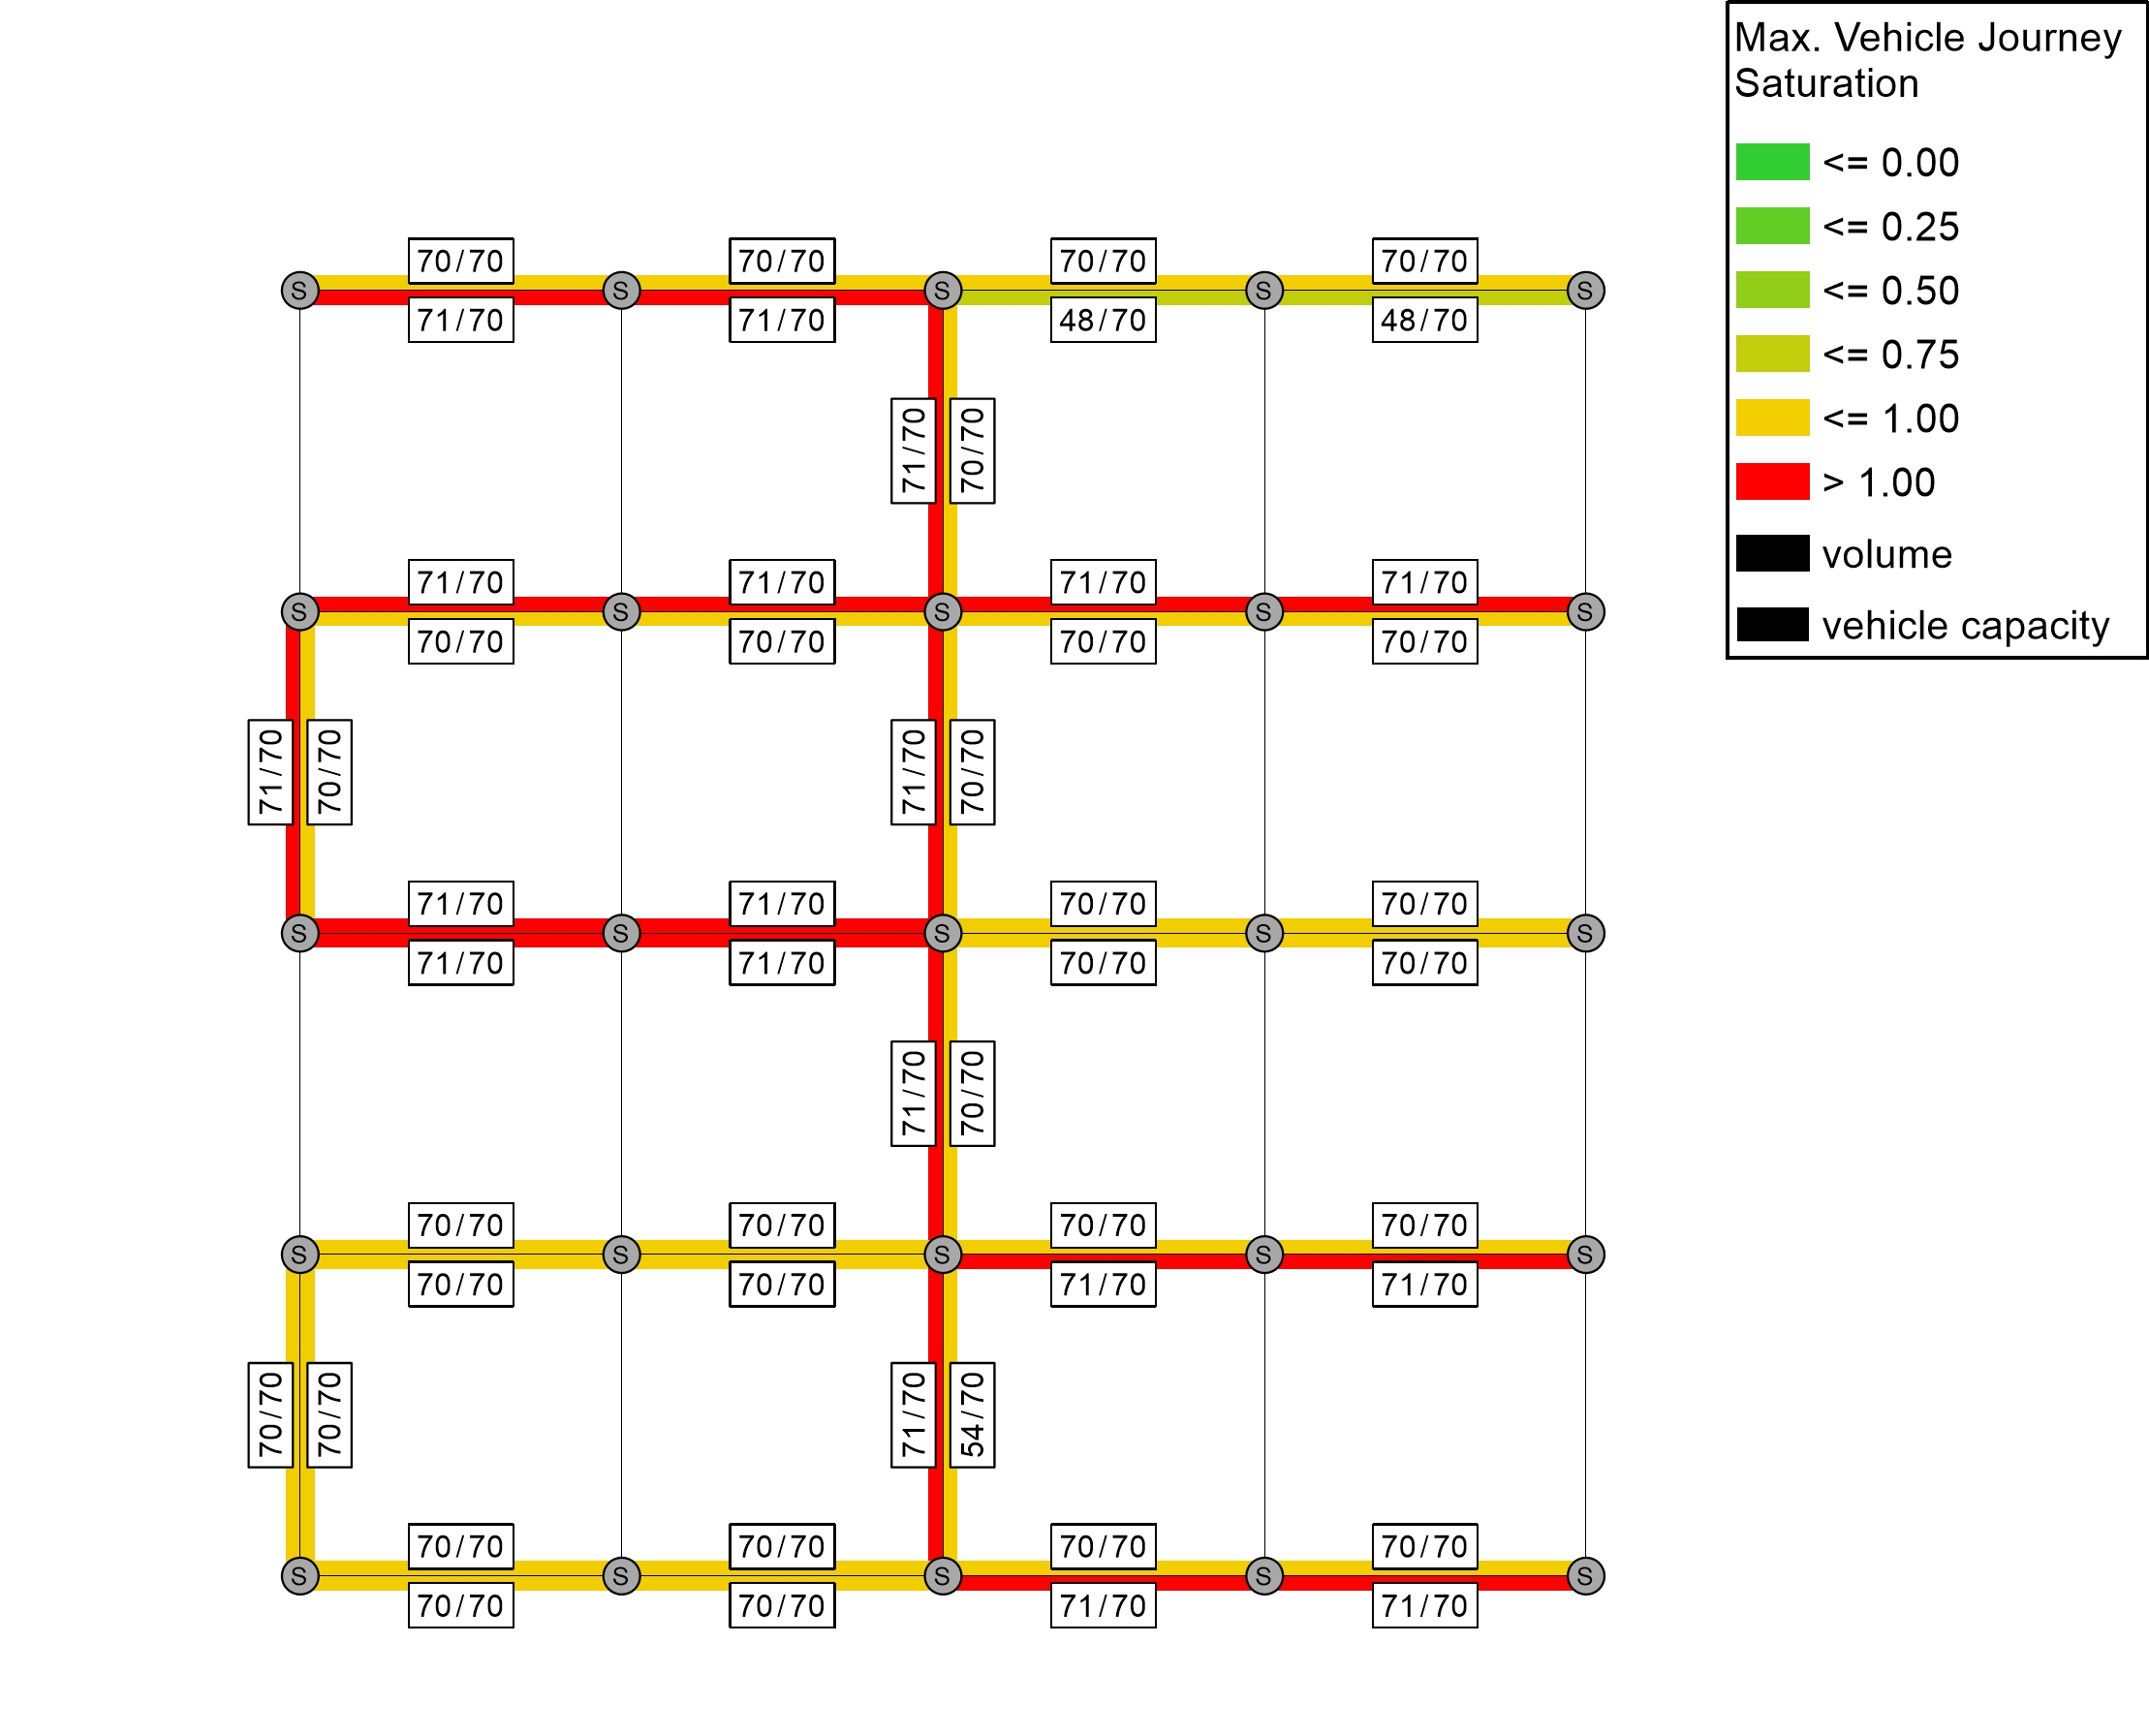 Max. Vehicle Journey
Saturation
<= 0.00
<= 0.25
<= 0.50
<= 0.75
<= 1.00
> 1.00
volume
vehicle capacity
70/70 70/70 70/70 70/70
S S S S S
71/70 71/70 48/70 48/70
71/70 70/70
71/70 71/70 71/70 71/70
S S S S S
70/70 70/70 70/70 70/70
71/70 70/70 71/70 70/70
71/70 71/70 70/70 70/70
S S S S S
71/70 71/70 70/70 70/70
71/70 70/70
70/70 70/70 70/70 70/70
S S S S S
70/70 70/70 71/70 71/70
70/70 70/70 71/70 54/70
70/70 70/70 70/70 70/70
S S S S S
70/70 70/70 71/70 71/70